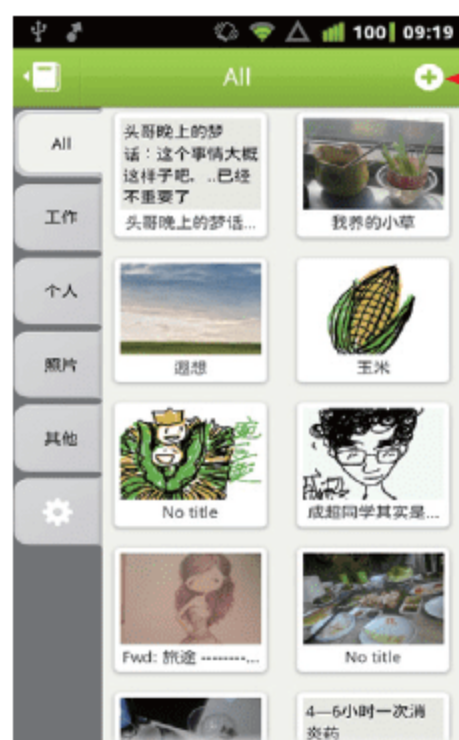 100 09:19
All
All
工作
个人
照片
其他
头哥晚上的梦
话：这个事情大概
这样子吧．..已经
不重要了
头哥晚上的梦话...
我养的小草
遐想
玉米
No title
成超同学其实是...
Fwd: 旅途 --------...
No title
4—6小时一次消
炎药